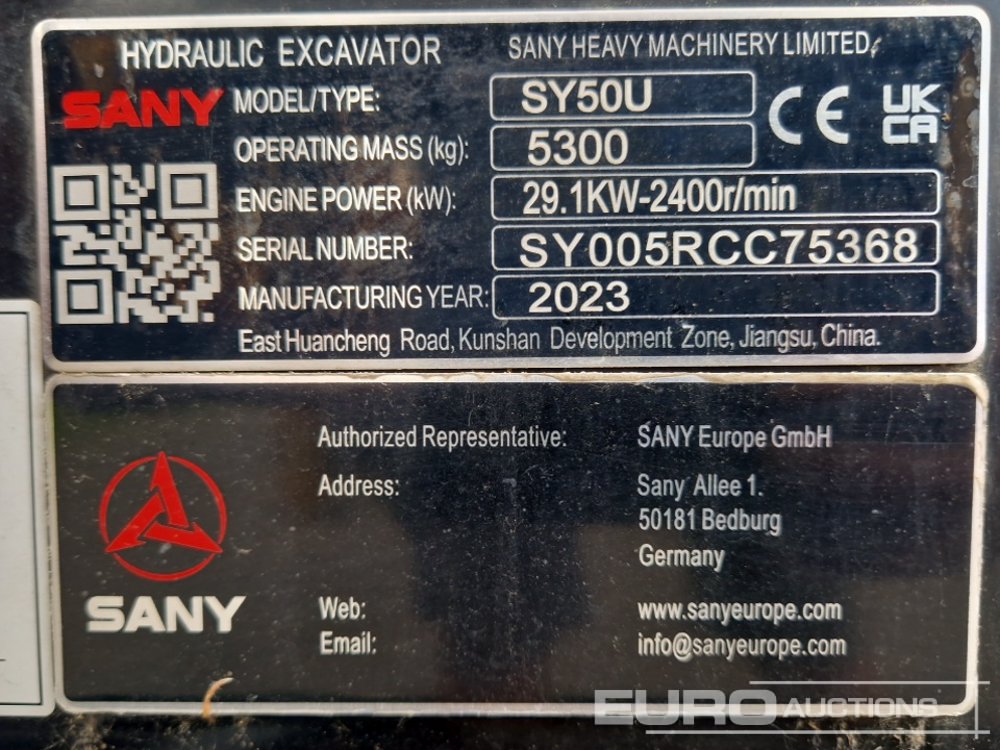 HYDRAULIC EXCAVATOR SANY HEAVY MACHINERY LIMITED
SANY MODEL/TYPE: SY50U CE UK CA
OPERATING MASS (kg): 5300
ENGINE POWER (kW): 29.1KW-2400r/min
SERIAL NUMBER: SY005RCC75368
MANUFACTURING YEAR: 2023
East Huancheng Road, Kunshan Development Zone, Jiangsu, China.
Authorized Representative: SANY Europe GmbH
Address: Sany Allee 1.
50181 Bedburg
Germany
SANY
Web: www.sanyeurope.com
Email: info@sanyeurope.com
EURO AUCTIONS